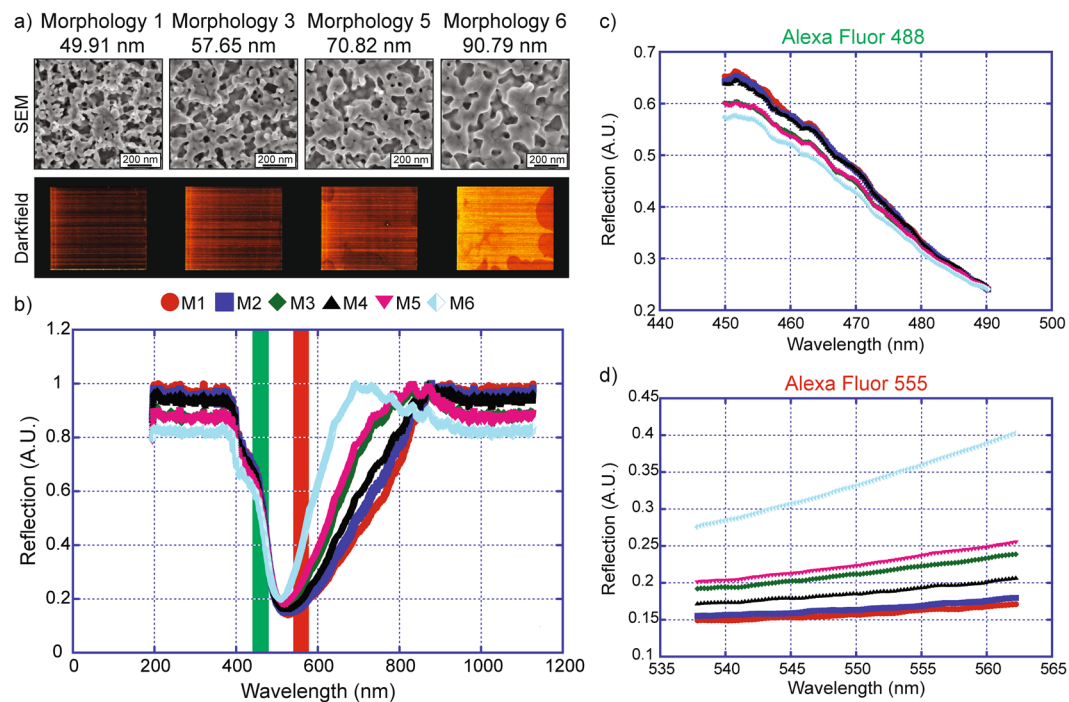 a) Morphology 1 Morphology 3 Morphology 5 Morphology 6
49.91 nm 57.65 nm 70.82 nm 90.79 nm
SEM
200 nm 200 nm 200 nm 200 nm
Darkfield
b) M1 M2 M3 M4 M5 M6
Reflection (A.U.)
1.2
1
0.8
0.6
0.4
0.2
0
0 200 400 600 800 1000 1200
Wavelength (nm)
c) Alexa Fluor 488
Reflection (A.U.)
0.7
0.6
0.5
0.4
0.3
0.2
440 450 460 470 480 490 500
Wavelength (nm)
d) Alexa Fluor 555
Reflection (A.U.)
0.45
0.4
0.35
0.3
0.25
0.2
0.15
0.1
535 540 545 550 555 560 565
Wavelength (nm)